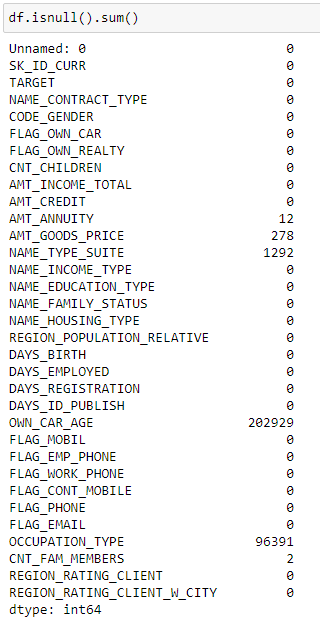 df.isnull().sum()
Unnamed: 0 0
SK_ID_CURR 0
TARGET 0
NAME_CONTRACT_TYPE 0
CODE_GENDER 0
FLAG_OWN_CAR 0
FLAG_OWN_REALTY 0
CNT_CHILDREN 0
AMT_INCOME_TOTAL 0
AMT_CREDIT 0
AMT_ANNUITY 12
AMT_GOODS_PRICE 278
NAME_TYPE_SUITE 1292
NAME_INCOME_TYPE 0
NAME_EDUCATION_TYPE 0
NAME_FAMILY_STATUS 0
NAME_HOUSING_TYPE 0
REGION_POPULATION_RELATIVE 0
DAYS_BIRTH 0
DAYS_EMPLOYED 0
DAYS_REGISTRATION 0
DAYS_ID_PUBLISH 0
OWN_CAR_AGE 202929
FLAG_MOBIL 0
FLAG_EMP_PHONE 0
FLAG_WORK_PHONE 0
FLAG_CONT_MOBILE 0
FLAG_PHONE 0
FLAG_EMAIL 0
OCCUPATION_TYPE 96391
CNT_FAM_MEMBERS 2
REGION_RATING_CLIENT 0
REGION_RATING_CLIENT_W_CITY 0
dtype: int64